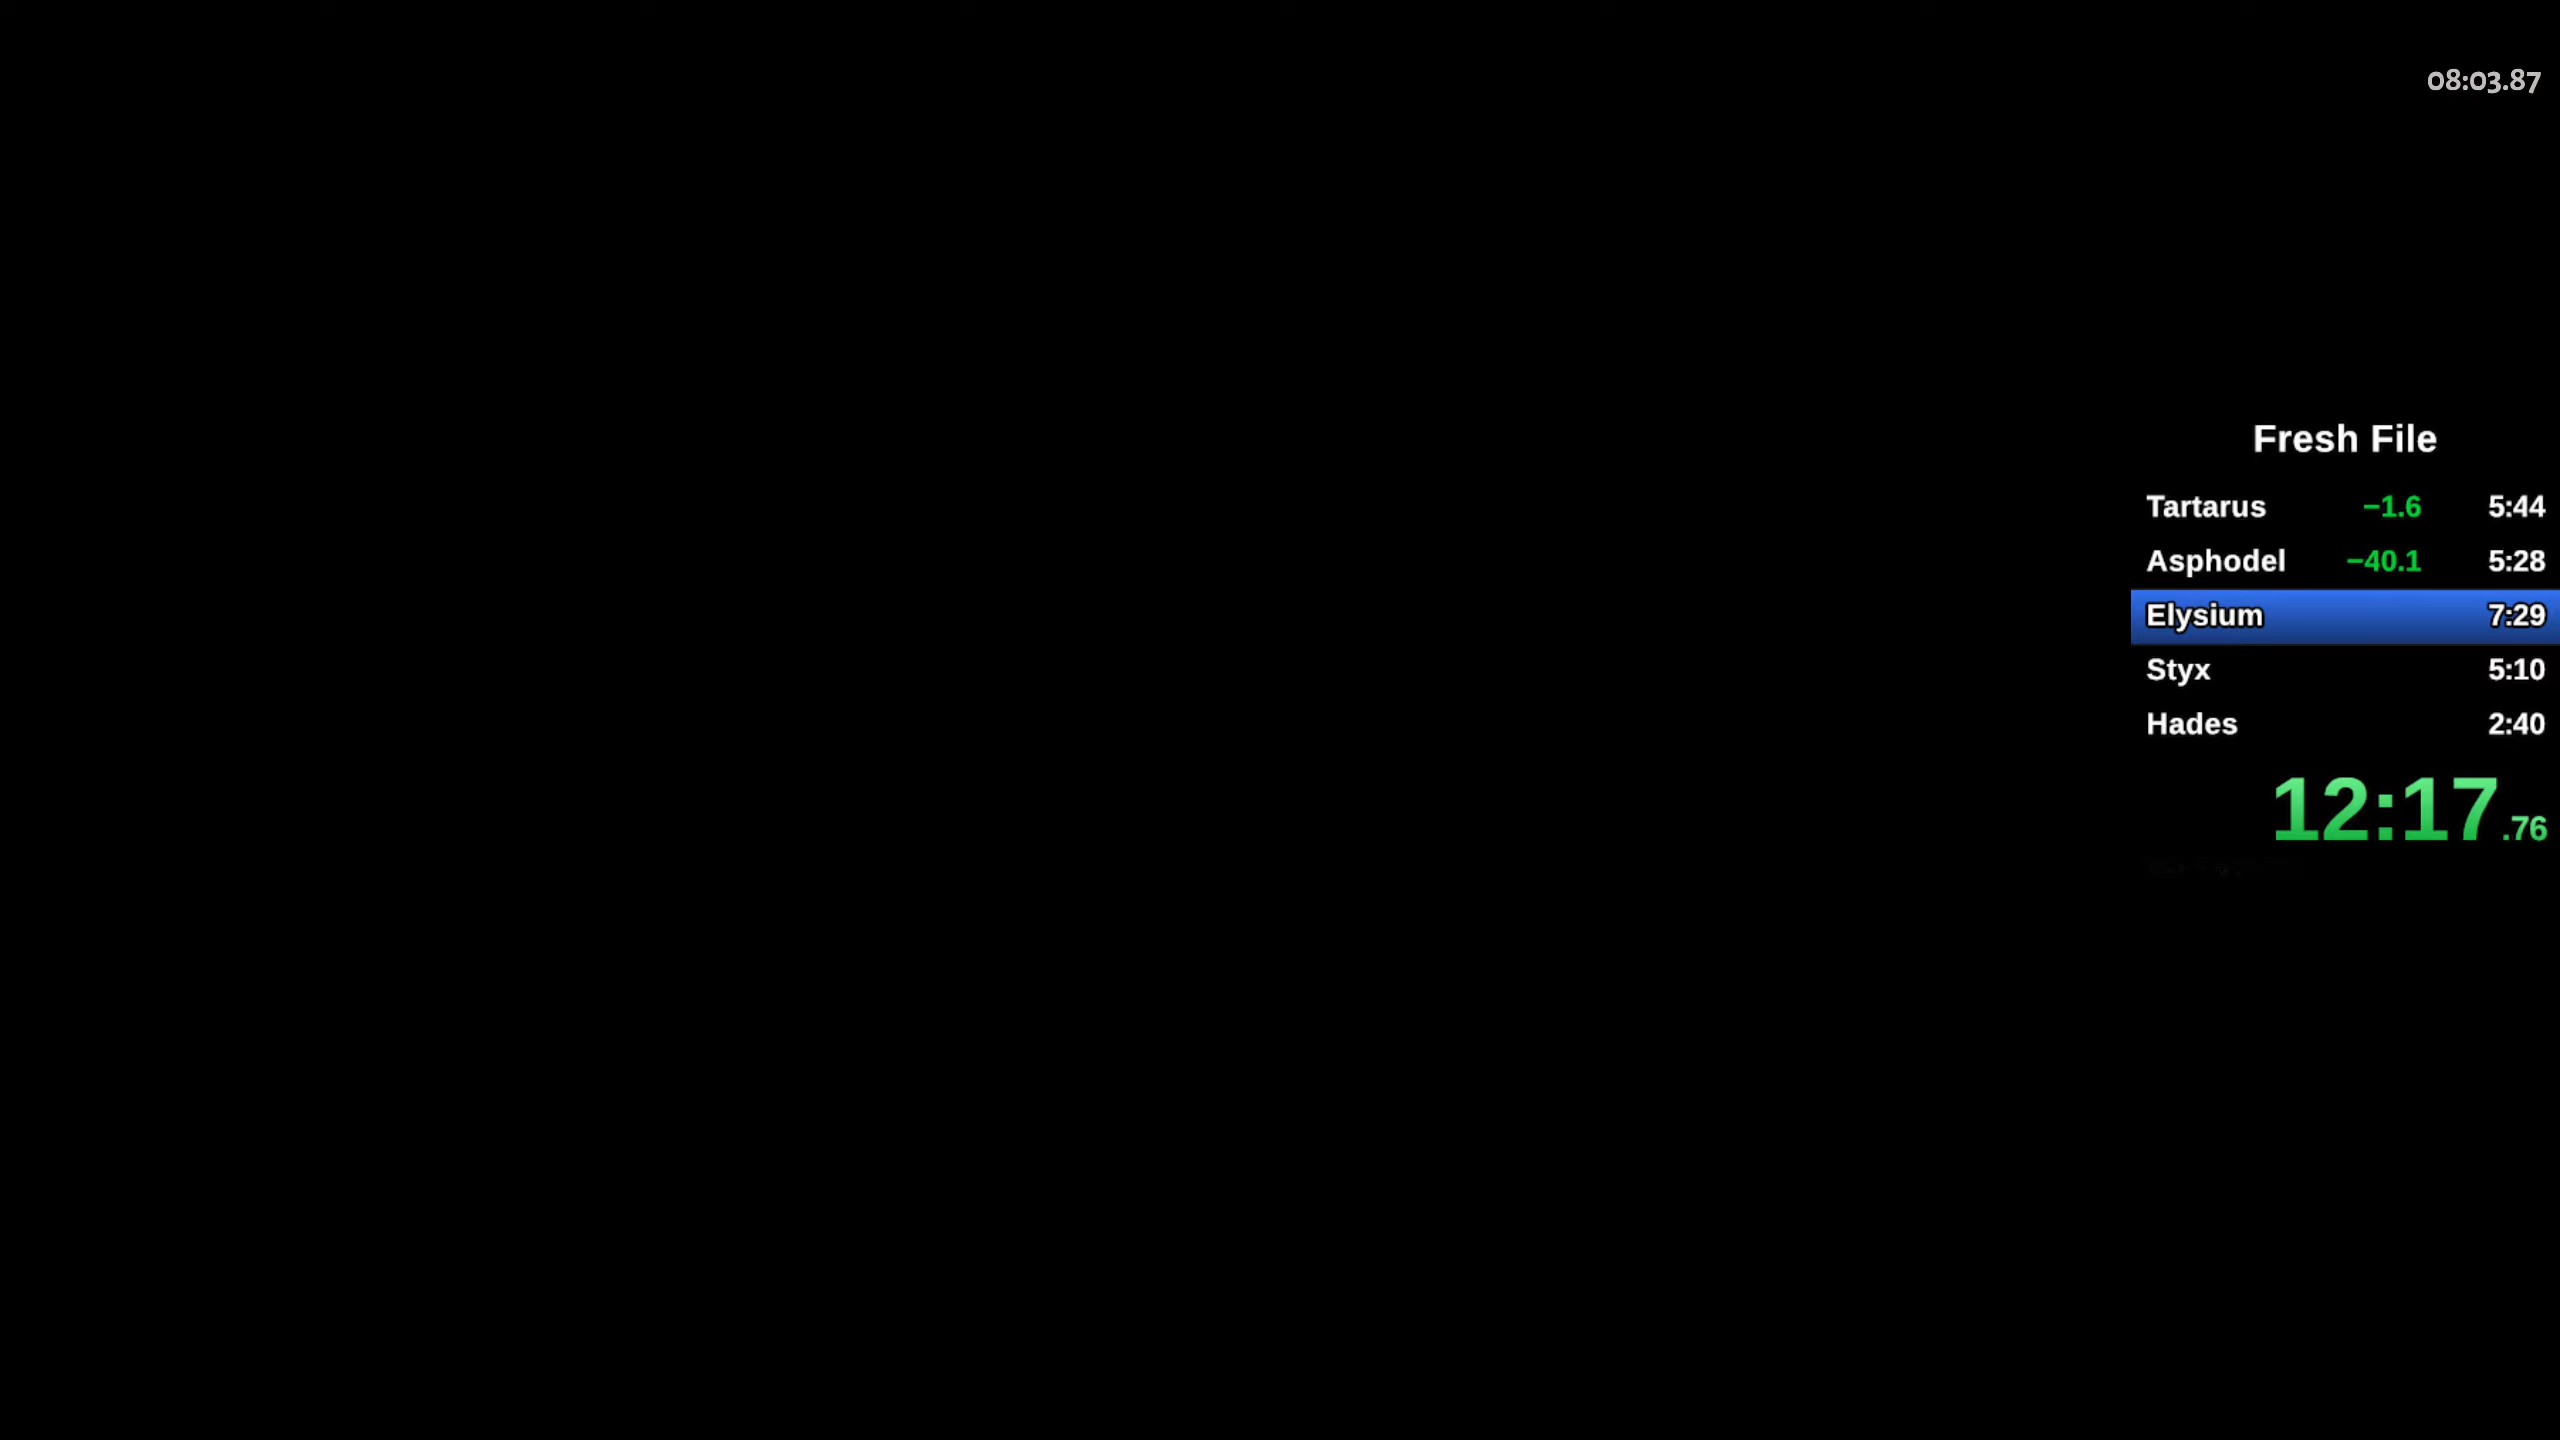 08:03.87
Fresh File
Tartarus −1.6 5:44
Asphodel −40.1 5:28
Elysium 7:29
Styx 5:10
Hades 2:40
12:17.76